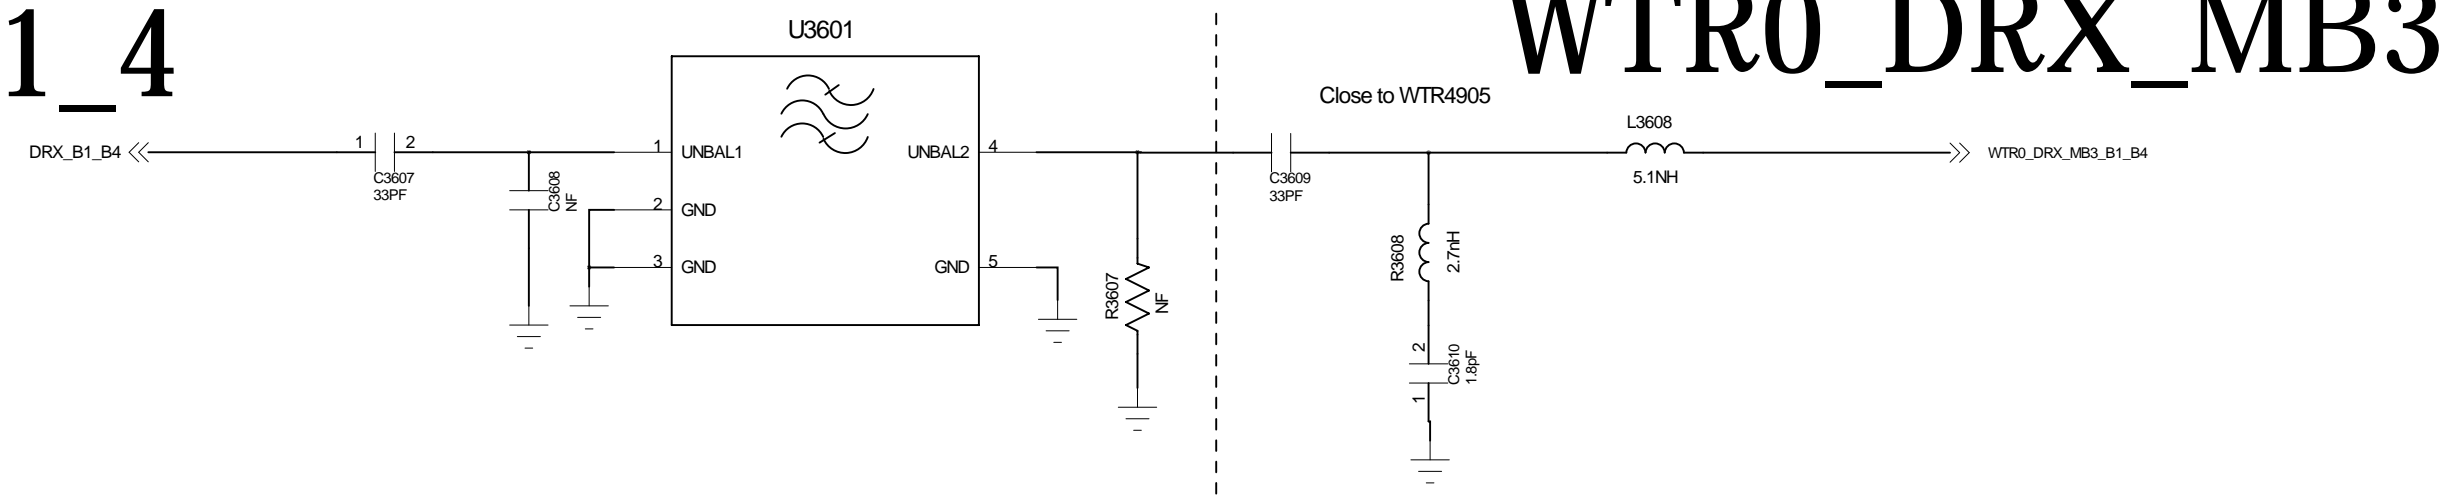 1_4
WTR0_DRX_MB3
U3601
Close to WTR4905
DRX_B1_B4
1
2
C3607
33PF
C3608
NF
1
UNBAL1
2
GND
3
GND
UNBAL2
4
GND
5
R3607
NF
C3609
33PF
L3608
5.1NH
WTR0_DRX_MB3_B1_B4
R3608
2.7nH
2
C3610
1.8pF
1